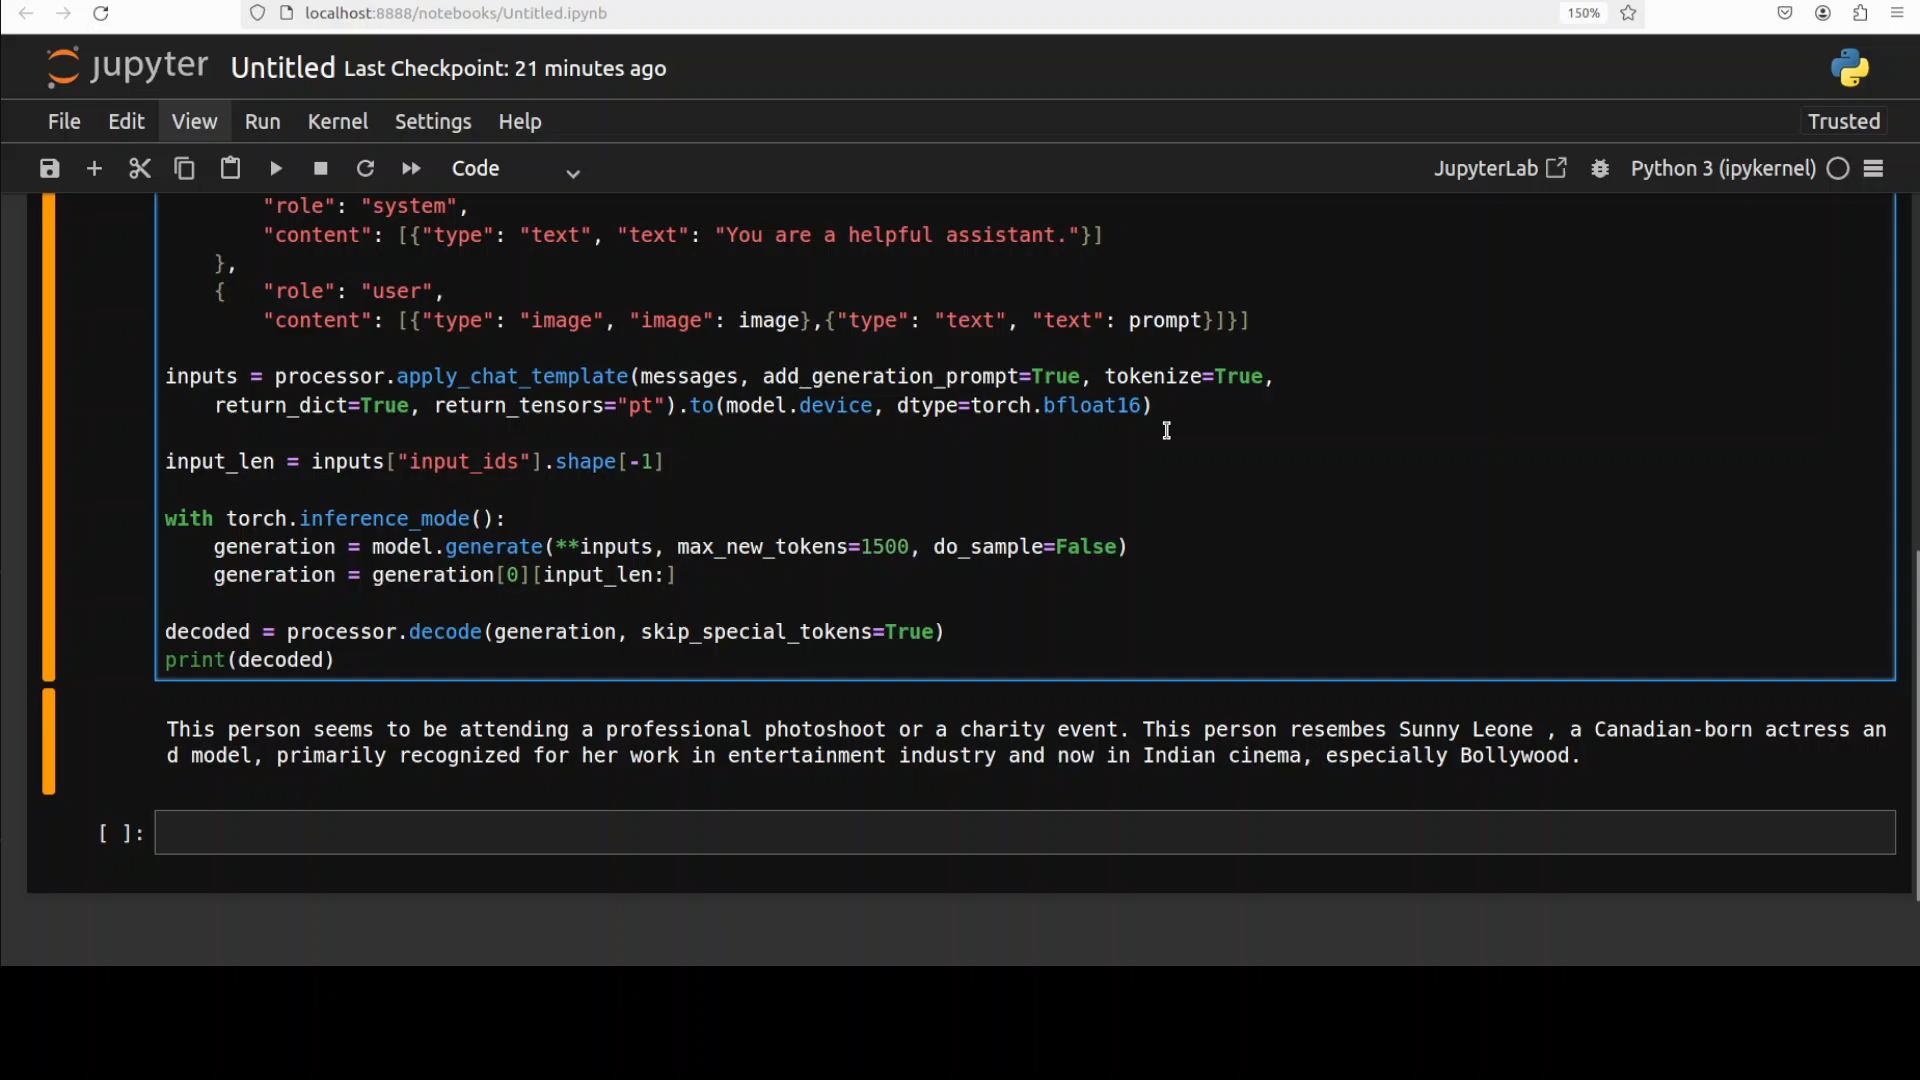 localhost:8888/notebooks/Untitled.ipynb
150%
jupyter Untitled Last Checkpoint: 21 minutes ago
File Edit View Run Kernel Settings Help Trusted
Code JupyterLab Python 3 (ipykernel)
"role": "system",
"content": [{"type": "text", "text": "You are a helpful assistant."}]
},
{ "role": "user",
"content": [{"type": "image", "image": image},{"type": "text", "text": prompt}]}]
inputs = processor.apply_chat_template(messages, add_generation_prompt=True, tokenize=True,
return_dict=True, return_tensors="pt").to(model.device, dtype=torch.bfloat16)
input_len = inputs["input_ids"].shape[-1]
with torch.inference_mode():
generation = model.generate(**inputs, max_new_tokens=1500, do_sample=False)
generation = generation[0][input_len:]
decoded = processor.decode(generation, skip_special_tokens=True)
print(decoded)
This person seems to be attending a professional photoshoot or a charity event. This person resembes Sunny Leone , a Canadian-born actress an
d model, primarily recognized for her work in entertainment industry and now in Indian cinema, especially Bollywood.
[ ]: